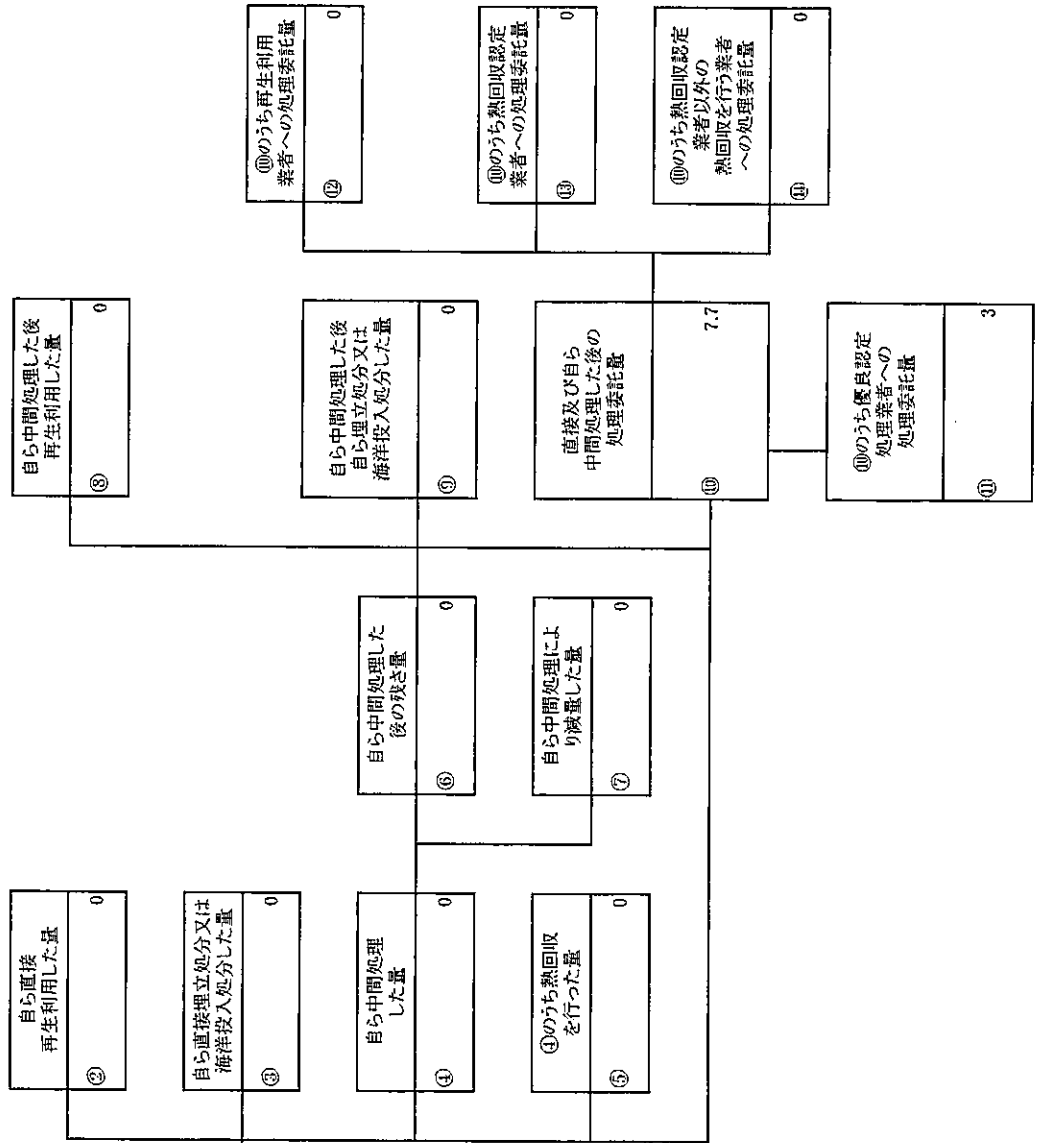 自ら直接
再生利用した量
②
0
自ら直接埋立処分又は
海洋投入処分した量
③
0
自ら中間処理
した量
④
0
④のうち熱回収
を行った量
⑤
0
自ら中間処理した
後の残さ量
⑥
0
自ら中間処理によ
り減量した量
⑦
0
自ら中間処理した後
再生利用した量
⑧
0
自ら中間処理した後
自ら埋立処分又は
海洋投入処分した量
⑨
0
直接及び自ら
中間処理した後の
処理委託量
⑩
7.7
⑩のうち優良認定
処理業者への
処理委託量
⑪
3
⑩のうち再生利用
業者への処理委託量
⑫
0
⑩のうち熱回収認定
業者への処理委託量
⑬
0
⑩のうち熱回収認定
業者以外の
熱回収を行う業者
への処理委託量
⑭
0